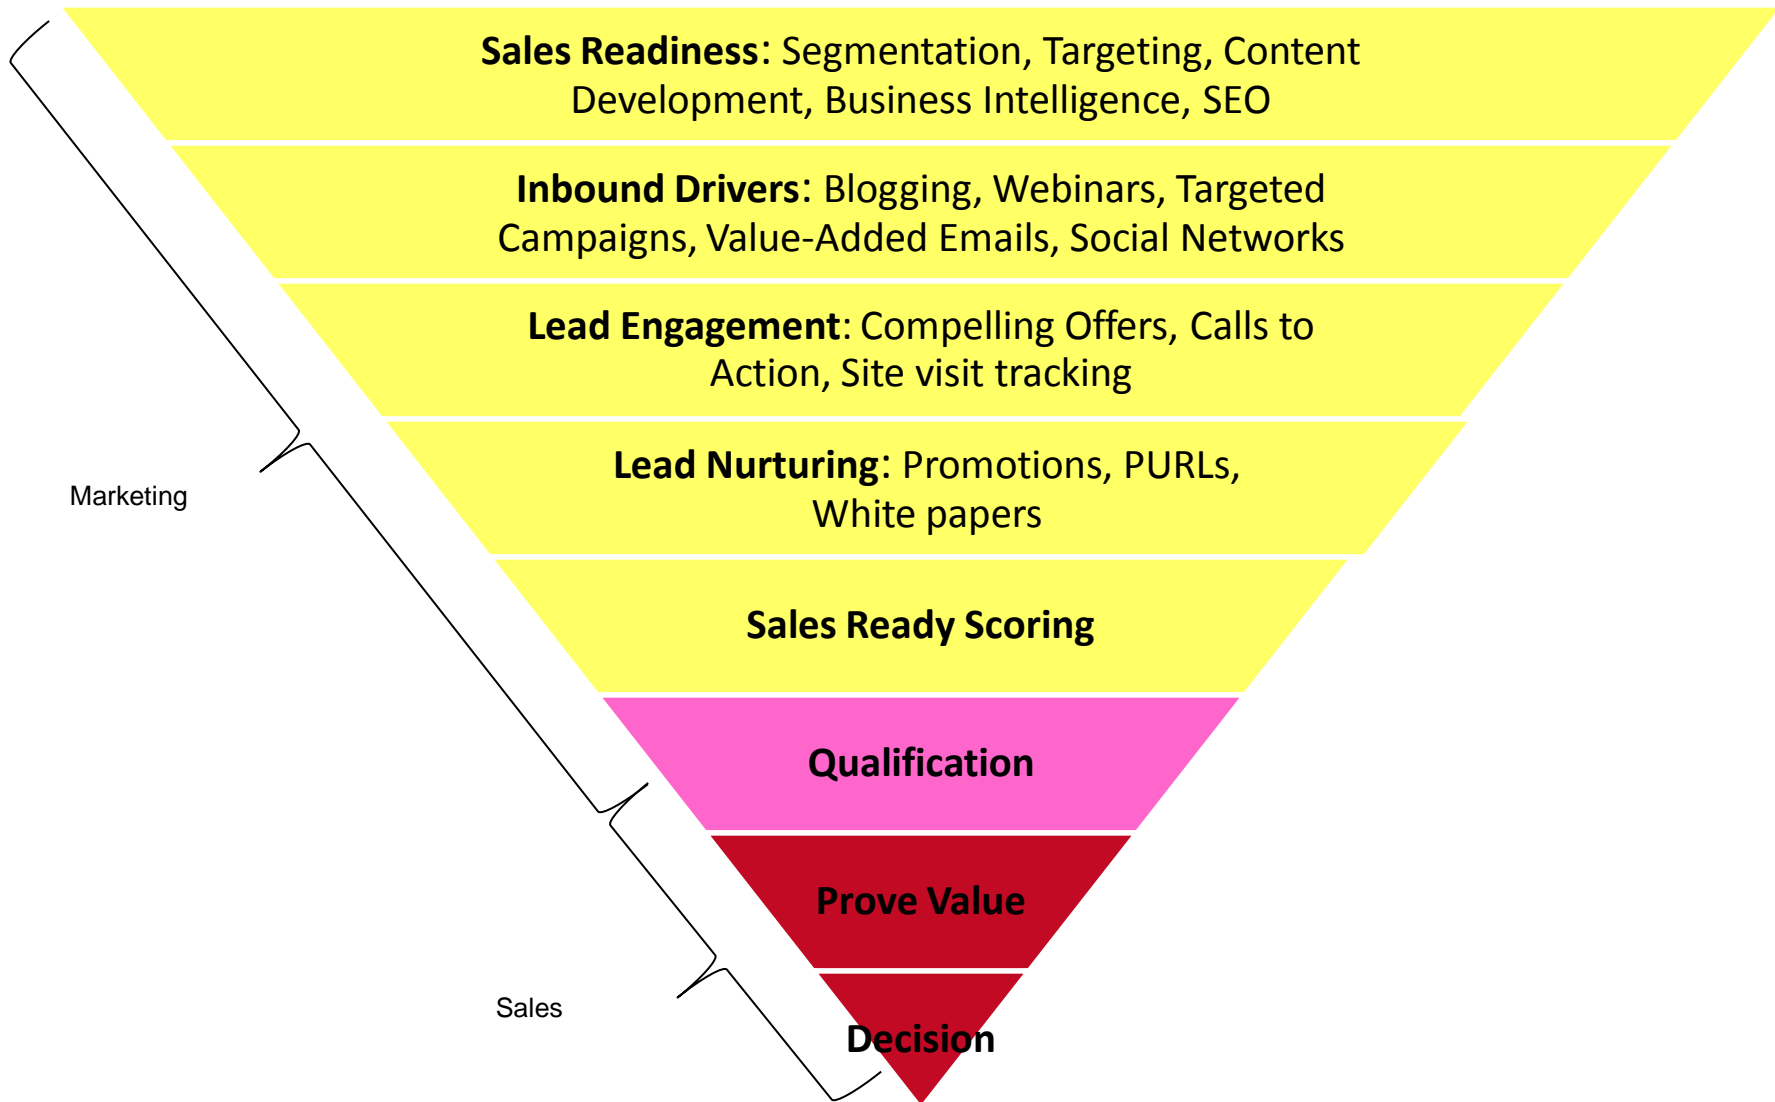 Sales Readiness: Segmentation, Targeting, Content
Development, Business Intelligence, SEO
Inbound Drivers: Blogging, Webinars, Targeted
Campaigns, Value-Added Emails, Social Networks
Lead Engagement: Compelling Offers, Calls to
Action, Site visit tracking
Lead Nurturing: Promotions, PURLs,
White papers
Marketing
Sales Ready Scoring
Qualification
Prove Value
Sales
Decision